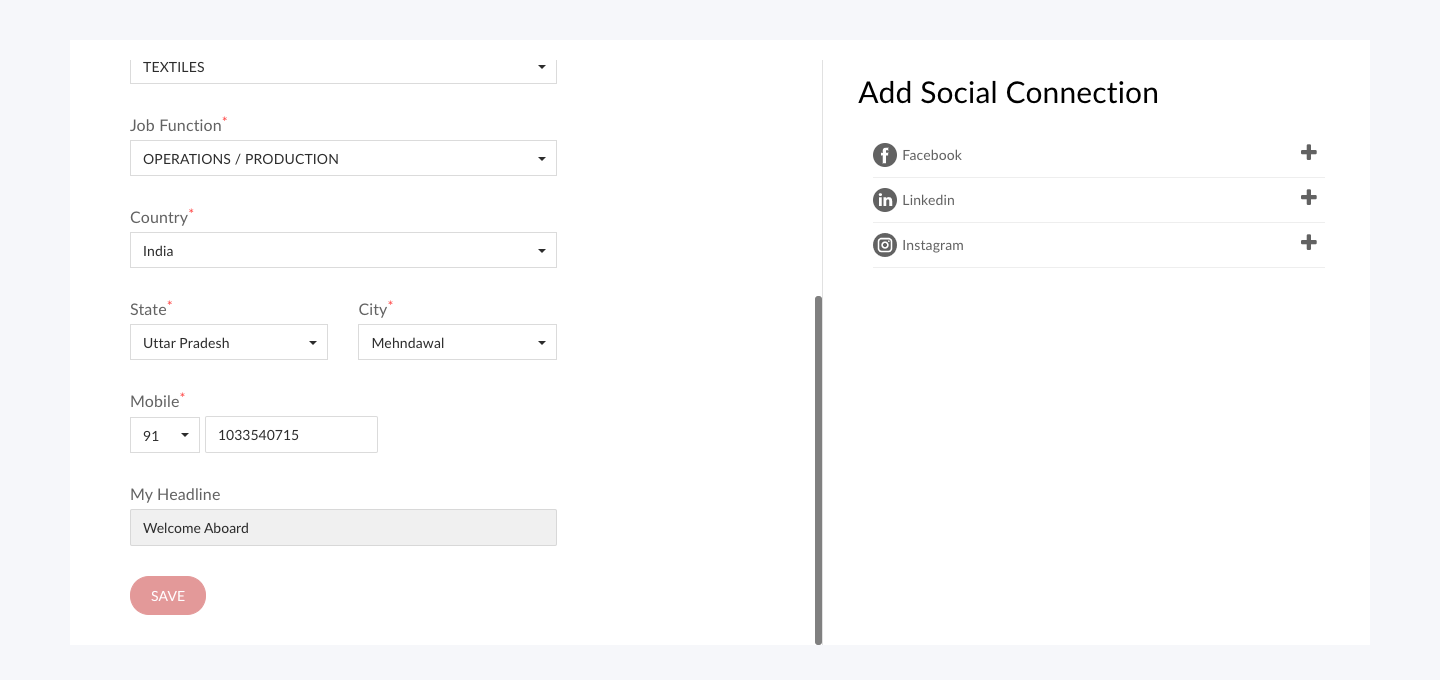 TEXTILES
Job Function*
OPERATIONS / PRODUCTION
Country*
India
State* City*
Uttar Pradesh Mehndawal
Mobile*
91 1033540715
My Headline
Welcome Aboard
SAVE
Add Social Connection
Facebook
Linkedin
Instagram